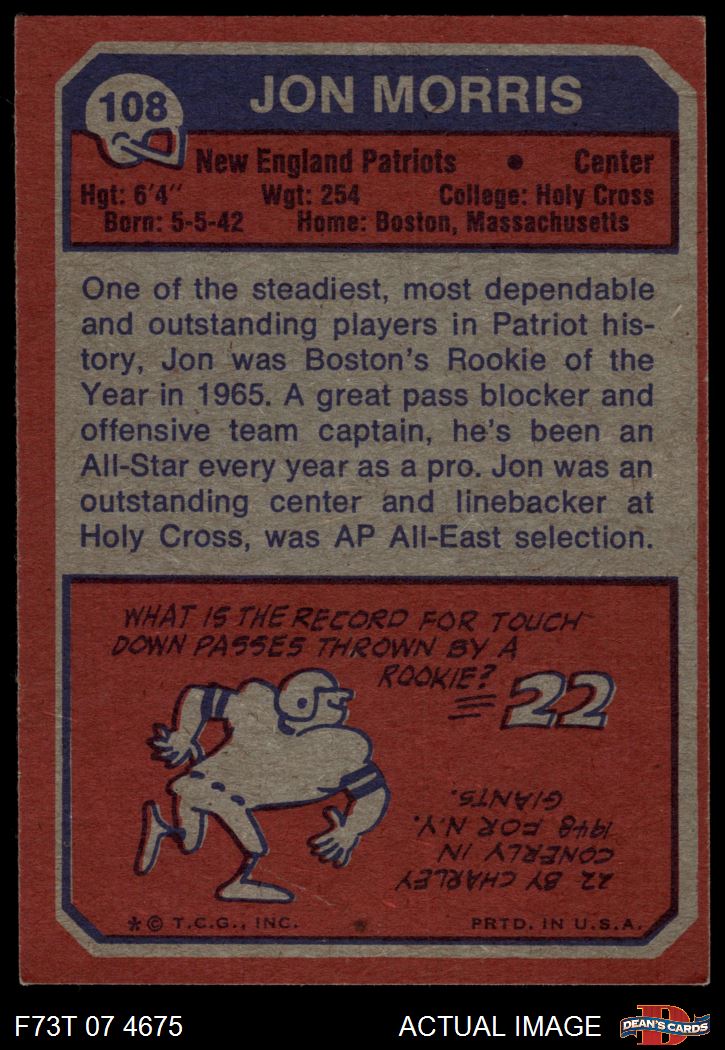 108
JON MORRIS
New England Patriots • Center
Hgt: 6'4" Wgt: 254 College: Holy Cross
Born: 5-5-42 Home: Boston, Massachusetts
One of the steadiest, most dependable
and outstanding players in Patriot his-
tory, Jon was Boston's Rookie of the
Year in 1965. A great pass blocker and
offensive team captain, he's been an
All-Star every year as a pro. Jon was an
outstanding center and linebacker at
Holy Cross, was AP All-East selection.
WHAT IS THE RECORD FOR TOUCH-
DOWN PASSES THROWN BY A
ROOKIE?
22
22 BY CHARLEY
CONERLY IN
1948 FOR N.Y.
GIANTS.
*© T.C.G., INC. PRTD. IN U.S.A.
F73T 07 4675 ACTUAL IMAGE D DEAN'S CARDS